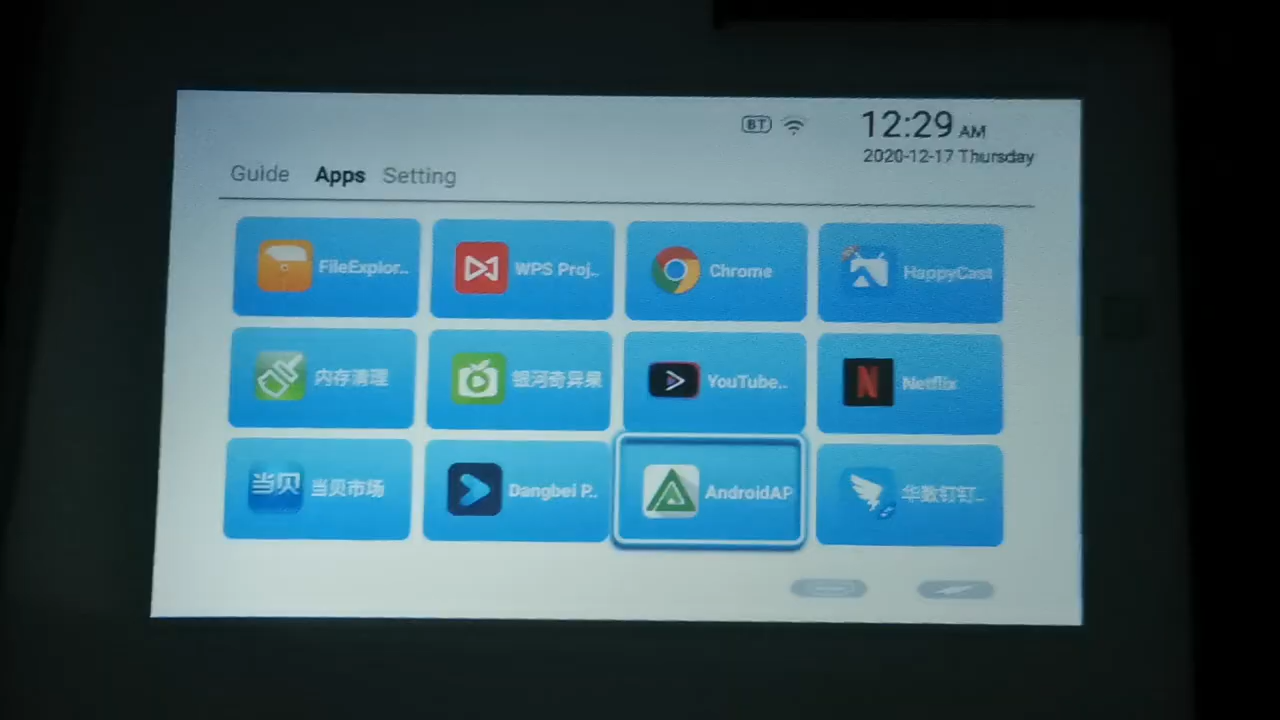 BT
12:29 AM
2020-12-17 Thursday
Guide Apps Setting
FileExplor.. WPS Proj.. Chrome HappyCast
内存清理 银河奇异果 YouTube.. Netflix
N
当贝 当贝市场 Dangbei P.. AndroidAP 华数钉钉..